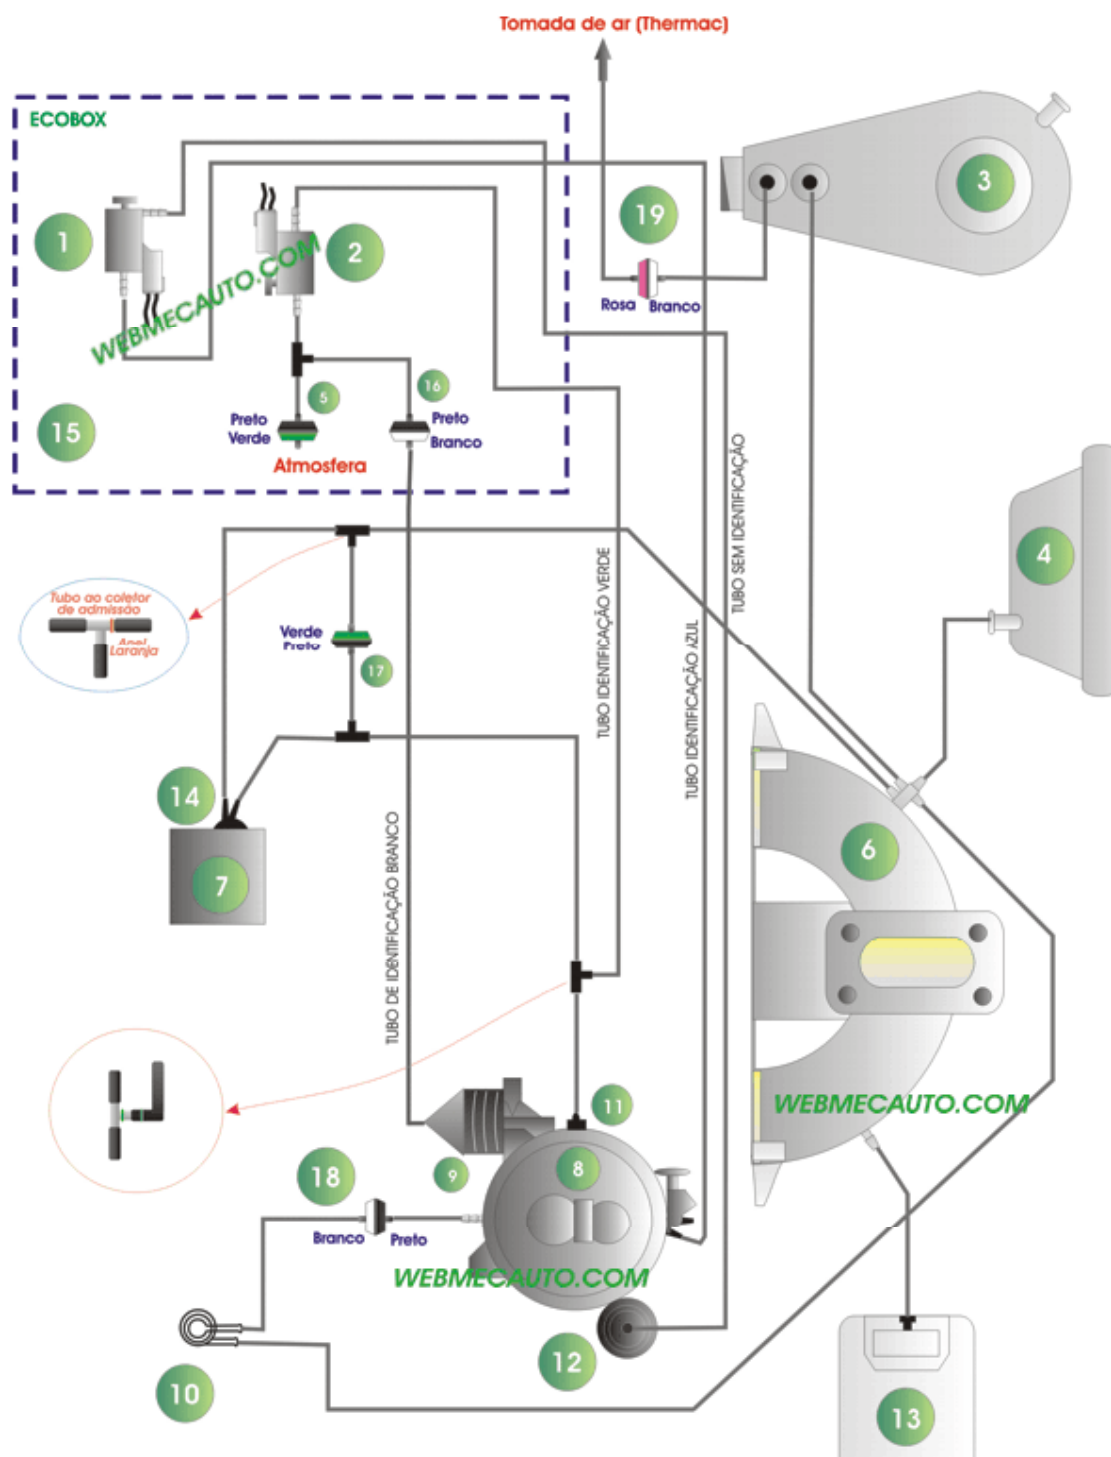 Tomada de ar (Thermac)
ECOBOX
1
2
3
19
Rosa
Branco
WEBMECAUTO.COM
5
16
15
Preto
Verde
Preto
Branco
Atmosfera
4
TUBO SEM IDENTIFICAÇÃO
TUBO IDENTIFICAÇÃO VERDE
TUBO IDENTIFICAÇÃO AZUL
TUBO DE IDENTIFICAÇÃO BRANCO
Tubo ao coletor
de admissão
Anel
Laranja
Verde
Preto
17
14
7
6
WEBMECAUTO.COM
11
8
9
18
Branco
Preto
WEBMECAUTO.COM
12
10
13